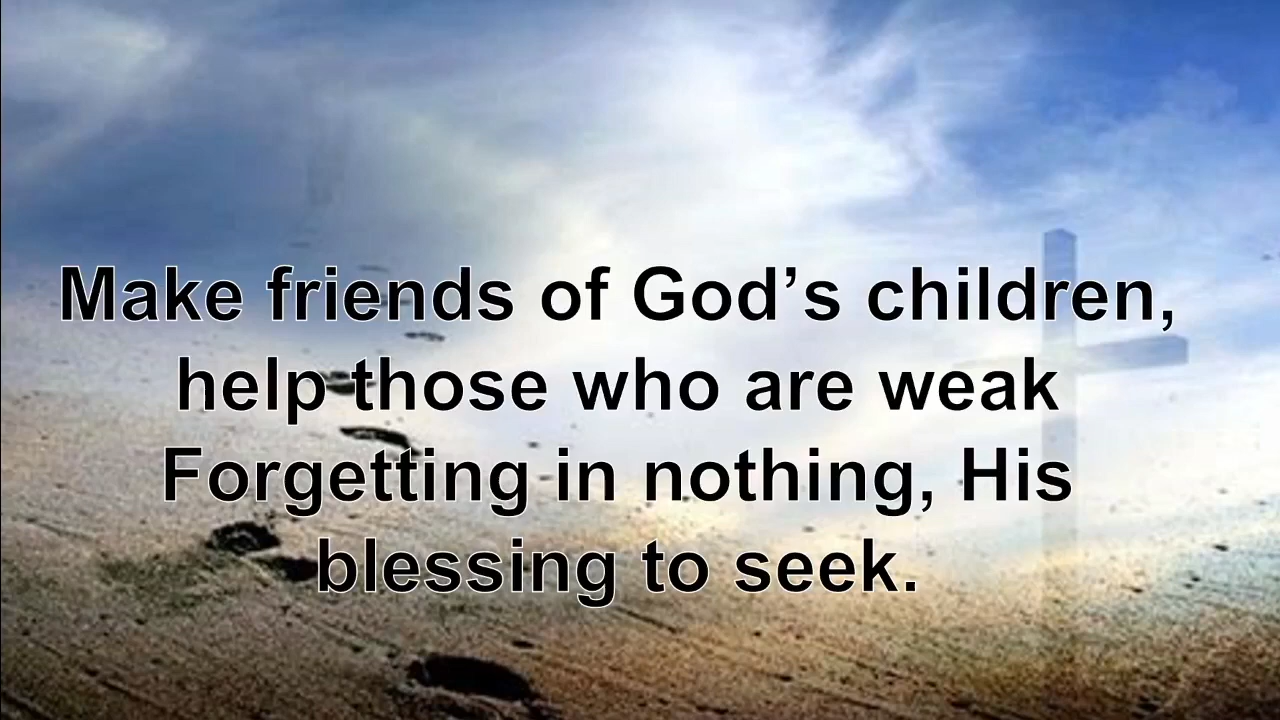 Make friends of God’s children,
help those who are weak
Forgetting in nothing, His
blessing to seek.